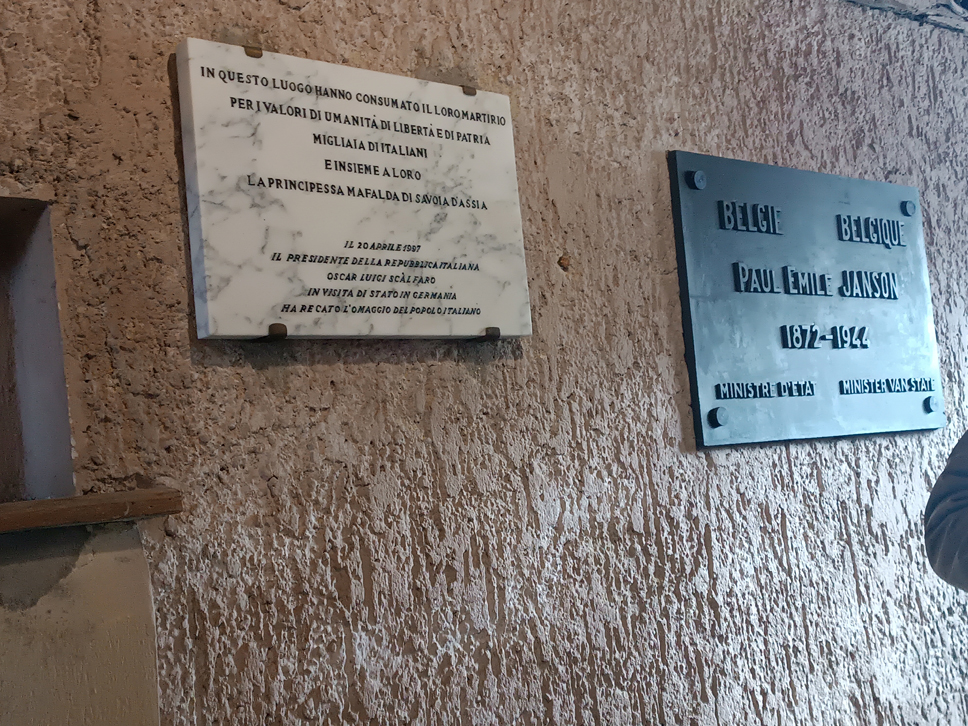 IN QUESTO LUOGO HANNO CONSUMATO IL LORO MARTIRIO
PER I VALORI DI UMANITÀ DI LIBERTÀ E DI PATRIA
MIGLIAIA DI ITALIANI
E INSIEME A LORO
LA PRINCIPESSA MAFALDA DI SAVOIA D'ASSIA
IL 20 APRILE 1997
IL PRESIDENTE DELLA REPUBBLICA ITALIANA
OSCAR LUIGI SCÀLFARO
IN VISITA DI STATO IN GERMANIA
HA RECATO L'OMAGGIO DEL POPOLO ITALIANO
BELGIE BELGIQUE
PAUL EMILE JANSON
1872-1944
MINISTRE D'ETAT MINISTER VAN STATE